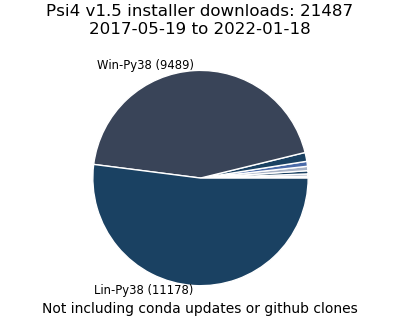 Psi4 v1.5 installer downloads: 21487
2017-05-19 to 2022-01-18
Win-Py38 (9489)
Lin-Py38 (11178)
Not including conda updates or github clones